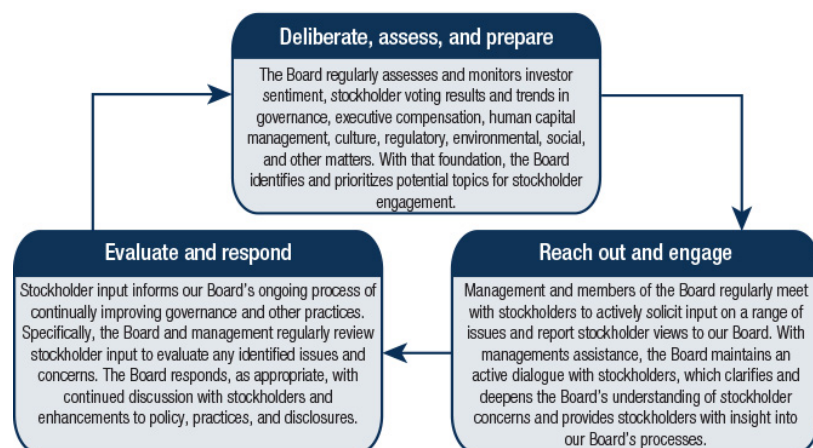 Deliberate, assess, and prepare
The Board regularly assesses and monitors investor
sentiment, stockholder voting results and trends in
governance, executive compensation, human capital
management, culture, regulatory, environmental, social,
and other matters. With that foundation, the Board
identifies and prioritizes potential topics for stockholder
engagement.
Evaluate and respond
Stockholder input informs our Board's ongoing process of
continually improving governance and other practices.
Specifically, the Board and management regularly review
stockholder input to evaluate any identified issues and
concerns. The Board responds, as appropriate, with
continued discussion with stockholders and
enhancements to policy, practices, and disclosures.
Reach out and engage
Management and members of the Board regularly meet
with stockholders to actively solicit input on a range of
issues and report stockholder views to our Board. With
managements assistance, the Board maintains an
active dialogue with stockholders, which clarifies and
deepens the Board's understanding of stockholder
concerns and provides stockholders with insight into
our Board's processes.